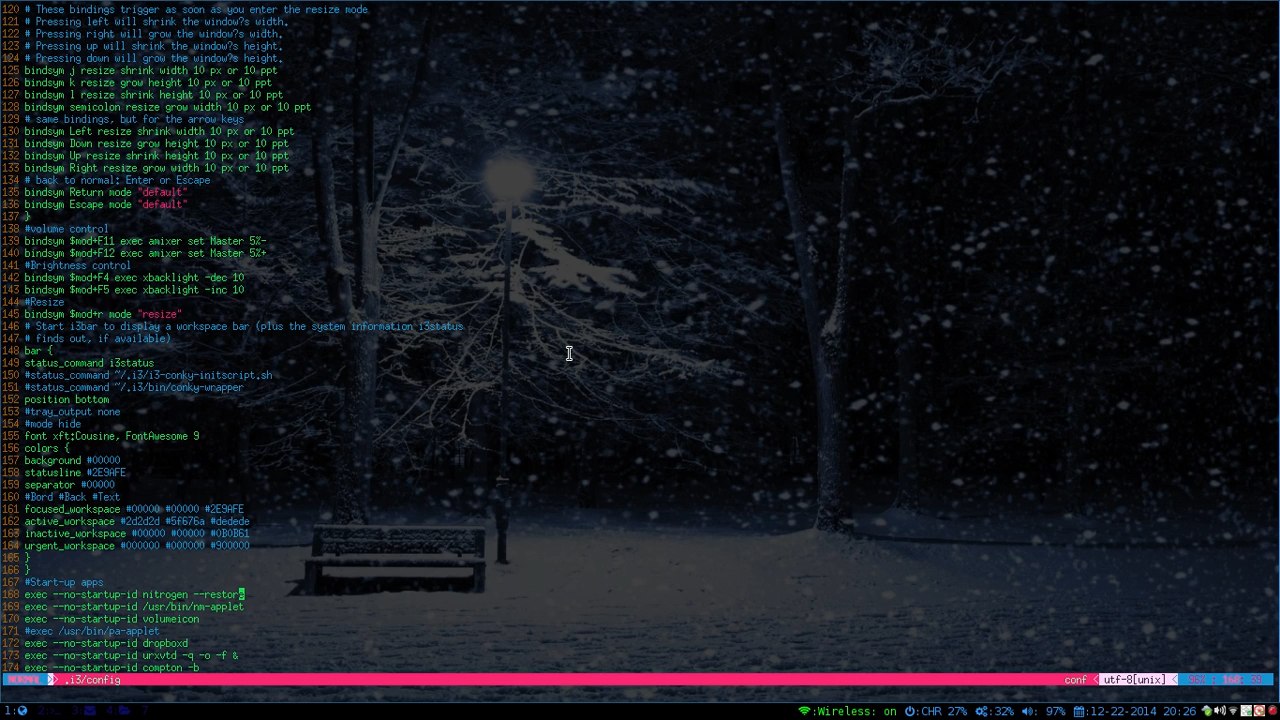 120 # These bindings trigger as soon as you enter the resize mode
121 # Pressing left will shrink the window?s width.
122 # Pressing right will grow the window?s width.
123 # Pressing up will shrink the window?s height.
124 # Pressing down will grow the window?s height.
125 bindsym j resize shrink width 10 px or 10 ppt
126 bindsym k resize grow height 10 px or 10 ppt
127 bindsym l resize shrink height 10 px or 10 ppt
128 bindsym semicolon resize grow width 10 px or 10 ppt
129 # same bindings, but for the arrow keys
130 bindsym Left resize shrink width 10 px or 10 ppt
131 bindsym Down resize grow height 10 px or 10 ppt
132 bindsym Up resize shrink height 10 px or 10 ppt
133 bindsym Right resize grow width 10 px or 10 ppt
134 # back to normal: Enter or Escape
135 bindsym Return mode "default"
136 bindsym Escape mode "default"
137 }
138 #volume control
139 bindsym $mod+F11 exec amixer set Master 5%-
140 bindsym $mod+F12 exec amixer set Master 5%+
141 #Brightness control
142 bindsym $mod+F4 exec xbacklight -dec 10
143 bindsym $mod+F5 exec xbacklight -inc 10
144 #Resize
145 bindsym $mod+r mode "resize"
146 # Start i3bar to display a workspace bar (plus the system information i3status
147 # finds out, if available)
148 bar {
149 status_command i3status
150 #status_command ~/.i3/i3-conky-initscript.sh
151 #status_command ~/.i3/bin/conky-wrapper
152 position bottom
153 #tray_output none
154 #mode hide
155 font xft:Cousine, FontAwesome 9
156 colors {
157 background #00000
158 statusline #2E9AFE
159 separator #00000
160 #Bord #Back #Text
161 focused_workspace #00000 #00000 #2E9AFE
162 active_workspace #2d2d2d #5f676a #dedede
163 inactive_workspace #00000 #00000 #0B0B61
164 urgent_workspace #000000 #000000 #900000
165 }
166 }
167 #Start-up apps
168 exec --no-startup-id nitrogen --restore
169 exec --no-startup-id /usr/bin/nm-applet
170 exec --no-startup-id volumeicon
171 #exec /usr/bin/pa-applet
172 exec --no-startup-id dropboxd
173 exec --no-startup-id urxvtd -q -o -f &
174 exec --no-startup-id compton -b
.i3/config conf utf-8[unix] 96% : 168: 39
1: 2: 3: 4: 7 :Wireless: on :CHR 27% :32% : 97% :12-22-2014 20:26